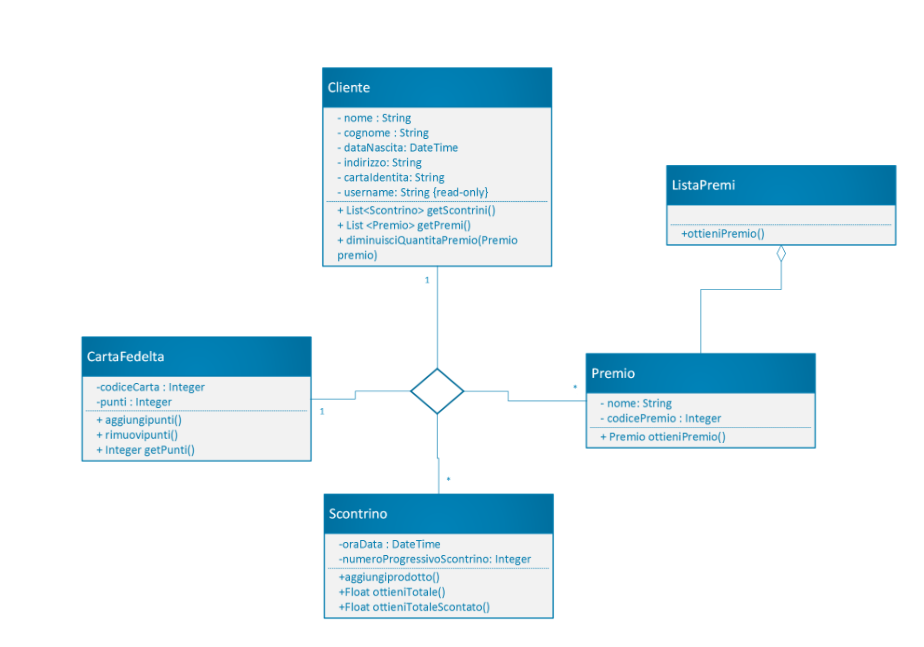 Cliente
- nome : String
- cognome : String
- dataNascita: DateTime
- indirizzo: String
- cartaIdentita: String
- username: String {read-only}
+ List<Scontrino> getScontrini()
+ List <Premio> getPremi()
+ diminuisciQuantitaPremio(Premio
premio)
ListaPremi
+ottieniPremio()
1
CartaFedelta
-codiceCarta : Integer
-punti : Integer
+ aggiungipunti()
+ rimuovipunti()
+ Integer getPunti()
1
*
Premio
- nome: String
- codicePremio : Integer
+ Premio ottieniPremio()
*
Scontrino
-oraData : DateTime
-numeroProgressivoScontrino: Integer
+aggiungiprodotto()
+Float ottieniTotale()
+Float ottieniTotaleScontato()